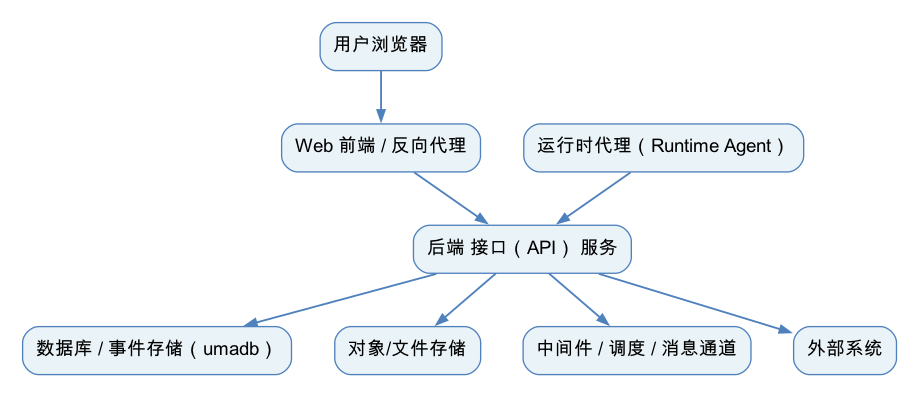 用户浏览器
Web 前端 / 反向代理
运行时代理（Runtime Agent）
后端 接口（API） 服务
数据库 / 事件存储（umadb）
对象/文件存储
中间件 / 调度 / 消息通道
外部系统